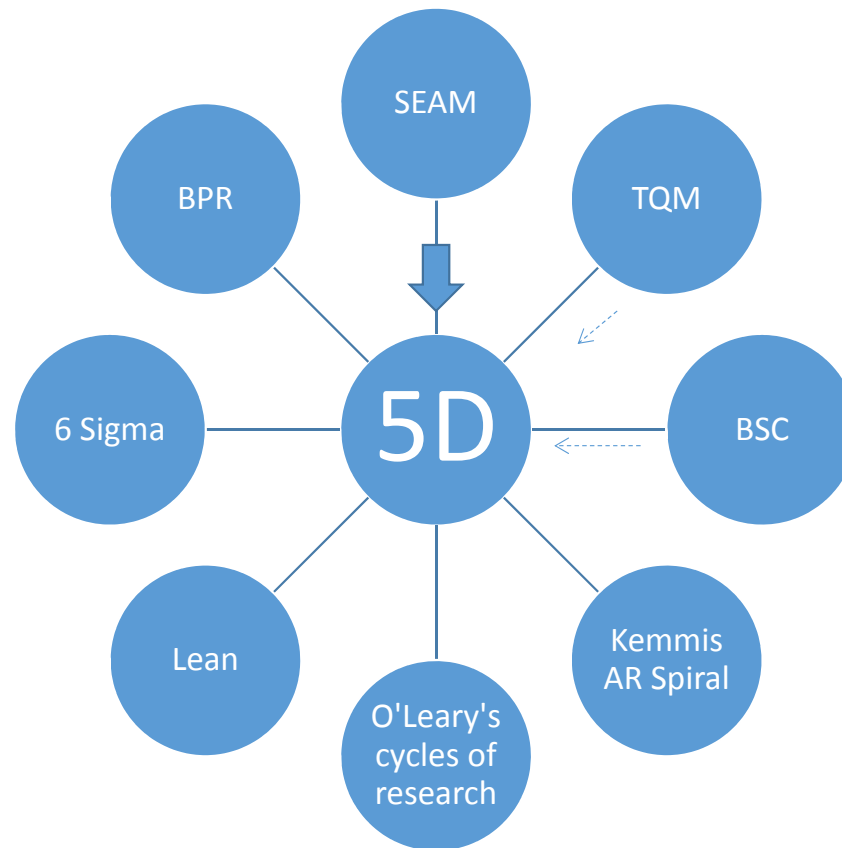 SEAM
BPR
TQM
5D
6 Sigma
BSC
Lean
Kemmis
AR Spiral
O'Leary's
cycles of
research